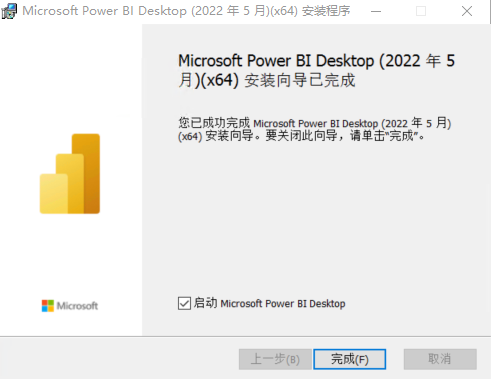 Microsoft Power BI Desktop (2022 年 5 月)(x64) 安装程序
Microsoft Power BI Desktop (2022 年 5
月)(x64) 安装向导已完成
您已成功完成 Microsoft Power BI Desktop (2022 年 5 月)
(x64) 安装向导。要关闭此向导，请单击“完成”。
Microsoft
启动 Microsoft Power BI Desktop
上一步(B)
完成(F)
取消